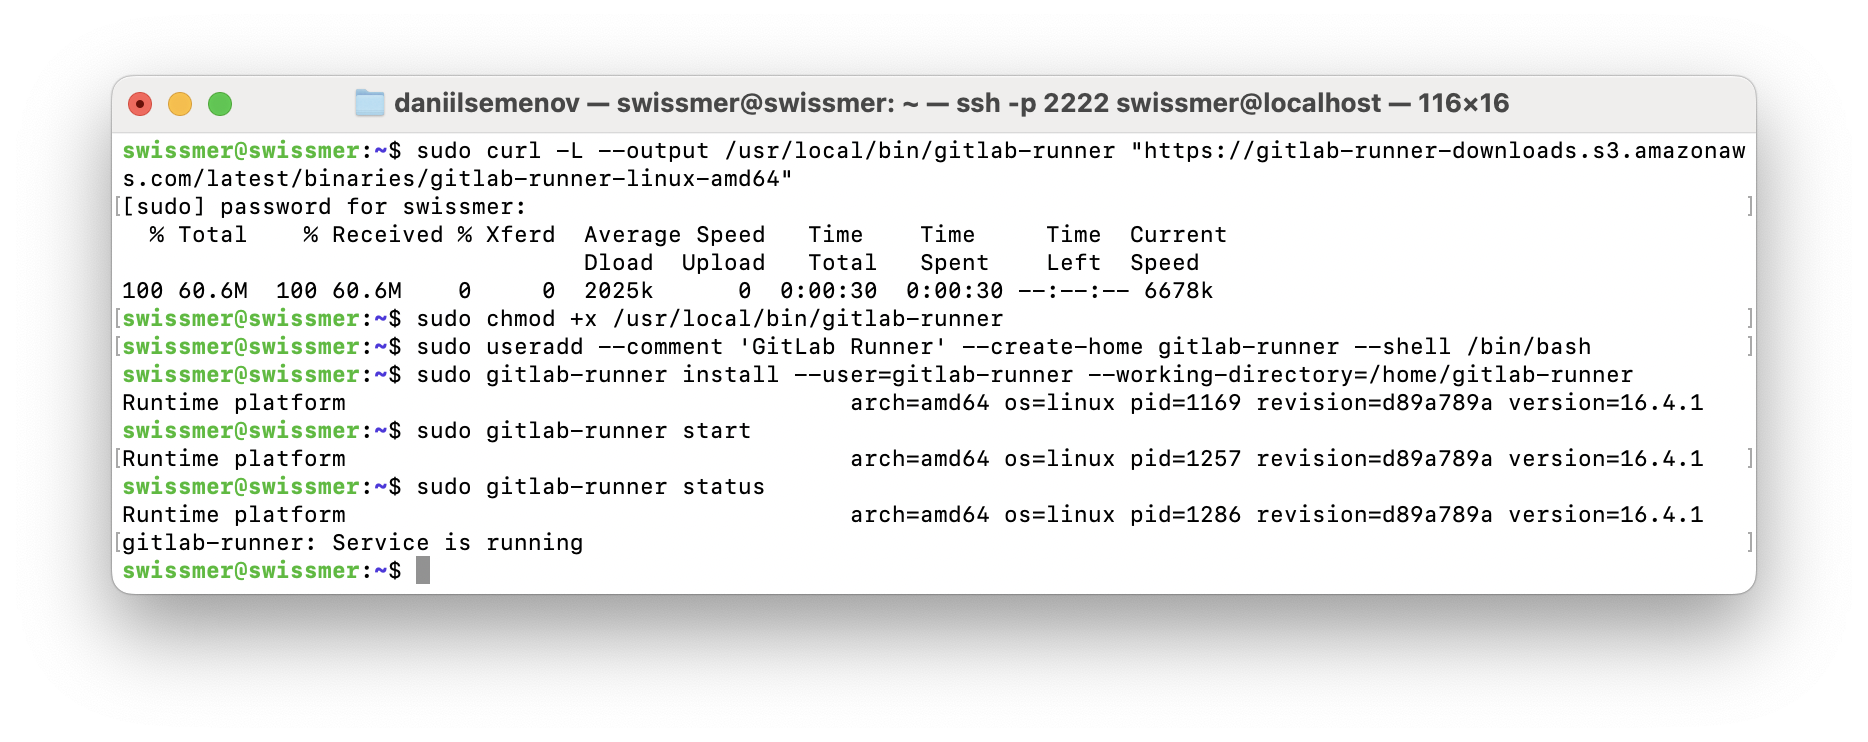 daniilsemenov — swissmer@swissmer: ~ — ssh -p 2222 swissmer@localhost — 116×16
swissmer@swissmer:~$ sudo curl -L --output /usr/local/bin/gitlab-runner "https://gitlab-runner-downloads.s3.amazonaw
s.com/latest/binaries/gitlab-runner-linux-amd64"
[[sudo] password for swissmer: ]
  % Total    % Received % Xferd  Average Speed   Time    Time     Time  Current
                                 Dload  Upload   Total   Spent    Left  Speed
100 60.6M  100 60.6M    0     0  2025k      0  0:00:30  0:00:30 --:--:-- 6678k
[swissmer@swissmer:~$ sudo chmod +x /usr/local/bin/gitlab-runner ]
[swissmer@swissmer:~$ sudo useradd --comment 'GitLab Runner' --create-home gitlab-runner --shell /bin/bash ]
swissmer@swissmer:~$ sudo gitlab-runner install --user=gitlab-runner --working-directory=/home/gitlab-runner
Runtime platform                                    arch=amd64 os=linux pid=1169 revision=d89a789a version=16.4.1
swissmer@swissmer:~$ sudo gitlab-runner start
[Runtime platform                                    arch=amd64 os=linux pid=1257 revision=d89a789a version=16.4.1 ]
swissmer@swissmer:~$ sudo gitlab-runner status
Runtime platform                                    arch=amd64 os=linux pid=1286 revision=d89a789a version=16.4.1
[gitlab-runner: Service is running ]
swissmer@swissmer:~$